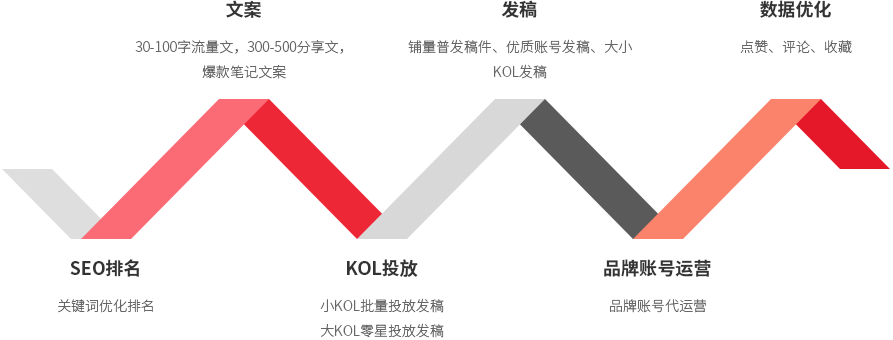 文案
30-100字流量文，300-500分享文，
爆款笔记文案
发稿
铺量普发稿件、优质账号发稿、大小
KOL发稿
数据优化
点赞、评论、收藏
SEO排名
关键词优化排名
KOL投放
小KOL批量投放发稿
大KOL零星投放发稿
品牌账号运营
品牌账号代运营